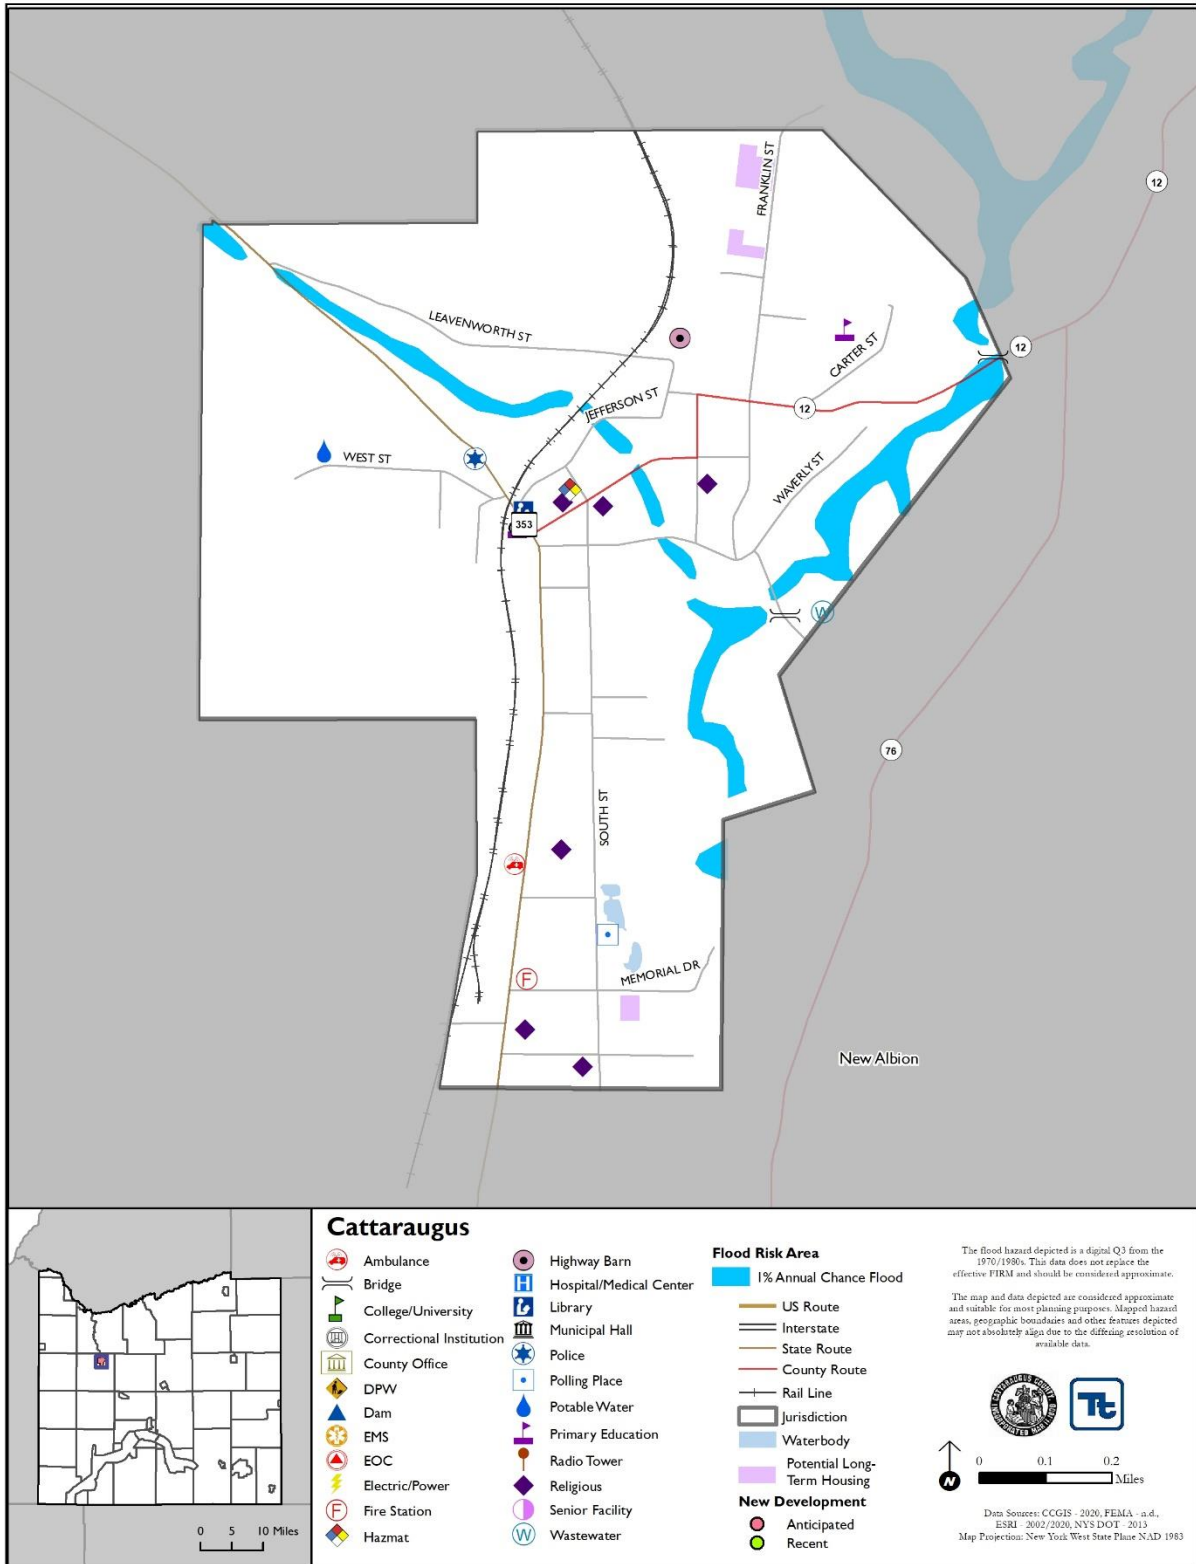 12
FRANKLIN ST
LEAVENWORTH ST
CARTER ST
12
JEFFERSON ST
12
WEST ST
WAVERLY ST
353
W
76
SOUTH ST
MEMORIAL DR
F
New Albion
0 5 10 Miles
Cattaraugus
Ambulance
Bridge
College/University
Correctional Institution
County Office
DPW
Dam
EMS
EOC
Electric/Power
F Fire Station
Hazmat
Highway Barn
H Hospital/Medical Center
Library
Municipal Hall
Police
Polling Place
Potable Water
Primary Education
Radio Tower
Religious
Senior Facility
W Wastewater
Flood Risk Area
1% Annual Chance Flood
US Route
Interstate
State Route
County Route
Rail Line
Jurisdiction
Waterbody
Potential Long-
Term Housing
New Development
Anticipated
Recent
The flood hazard depicted is a digital Q3 from the
1970/1980s. This data does not replace the
effective FIRM and should be considered approximate.
The map and data depicted are considered approximate
and suitable for most planning purposes. Mapped hazard
areas, geographic boundaries and other features depicted
may not absolutely align due to the differing resolution of
available data.
Tt
N
0 0.1 0.2
Miles
Data Sources: CCGIS - 2020, FEMA - n.d.,
ESRI - 2002/2020, NYS DOT - 2013
Map Projection: New York West State Plane NAD 1983